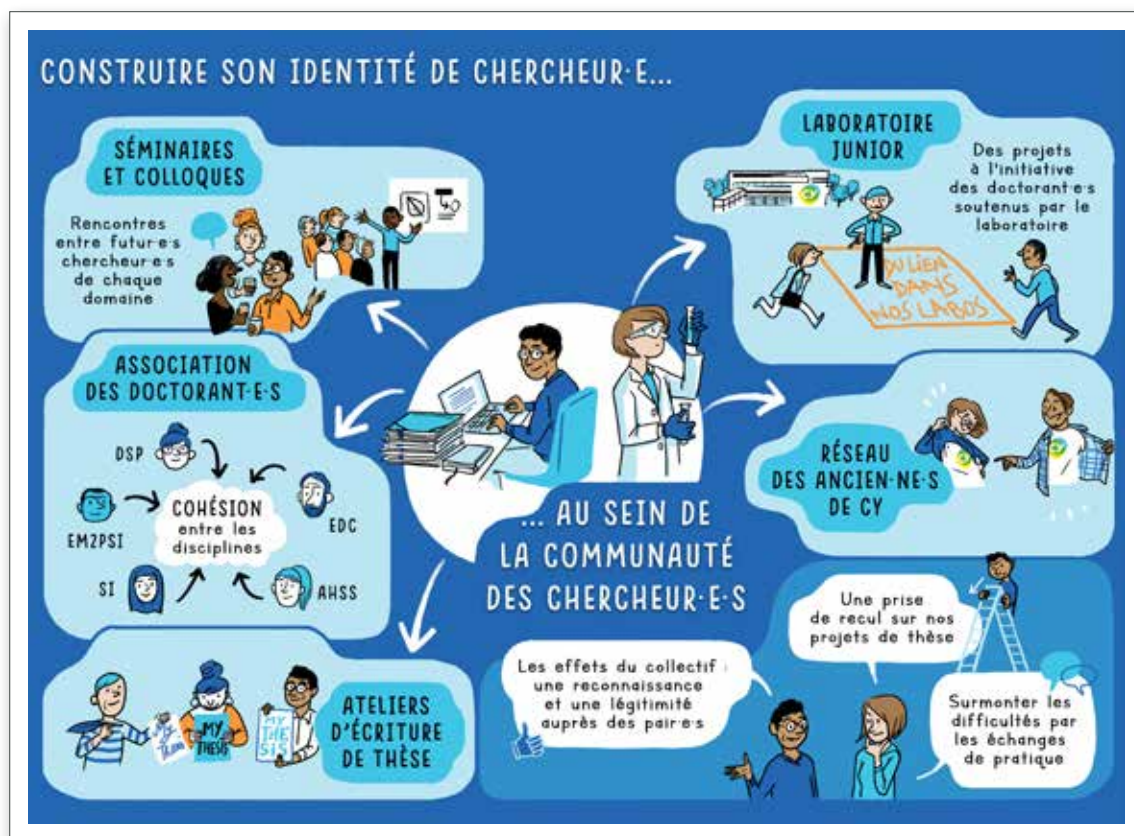 CONSTRUIRE SON IDENTITÉ DE CHERCHEUR·E...
SÉMINAIRES
ET COLLOQUES
Rencontres
entre futur·e·s
chercheur·e·s
de chaque
domaine
ASSOCIATION
DES DOCTORANT·E·S
DSP
EM2PSI
SI
COHÉSION
entre les
disciplines
EDC
AHSS
MY
THESIS
MY
THE
SIS
ATELIERS
D'ÉCRITURE
DE THÈSE
LABORATOIRE
JUNIOR
Des projets
à l'initiative
des doctorant·e·s
soutenus par le
laboratoire
DU LIEN
DANS
NOS LABOS
RÉSEAU
DES ANCIEN·NE·S
DE CY
... AU SEIN DE
LA COMMUNAUTÉ
DES CHERCHEUR·E·S
Les effets du collectif :
une reconnaissance
et une légitimité
auprès des pair·e·s
Une prise
de recul sur nos
projets de thèse
Surmonter les
difficultés par
les échanges
de pratique